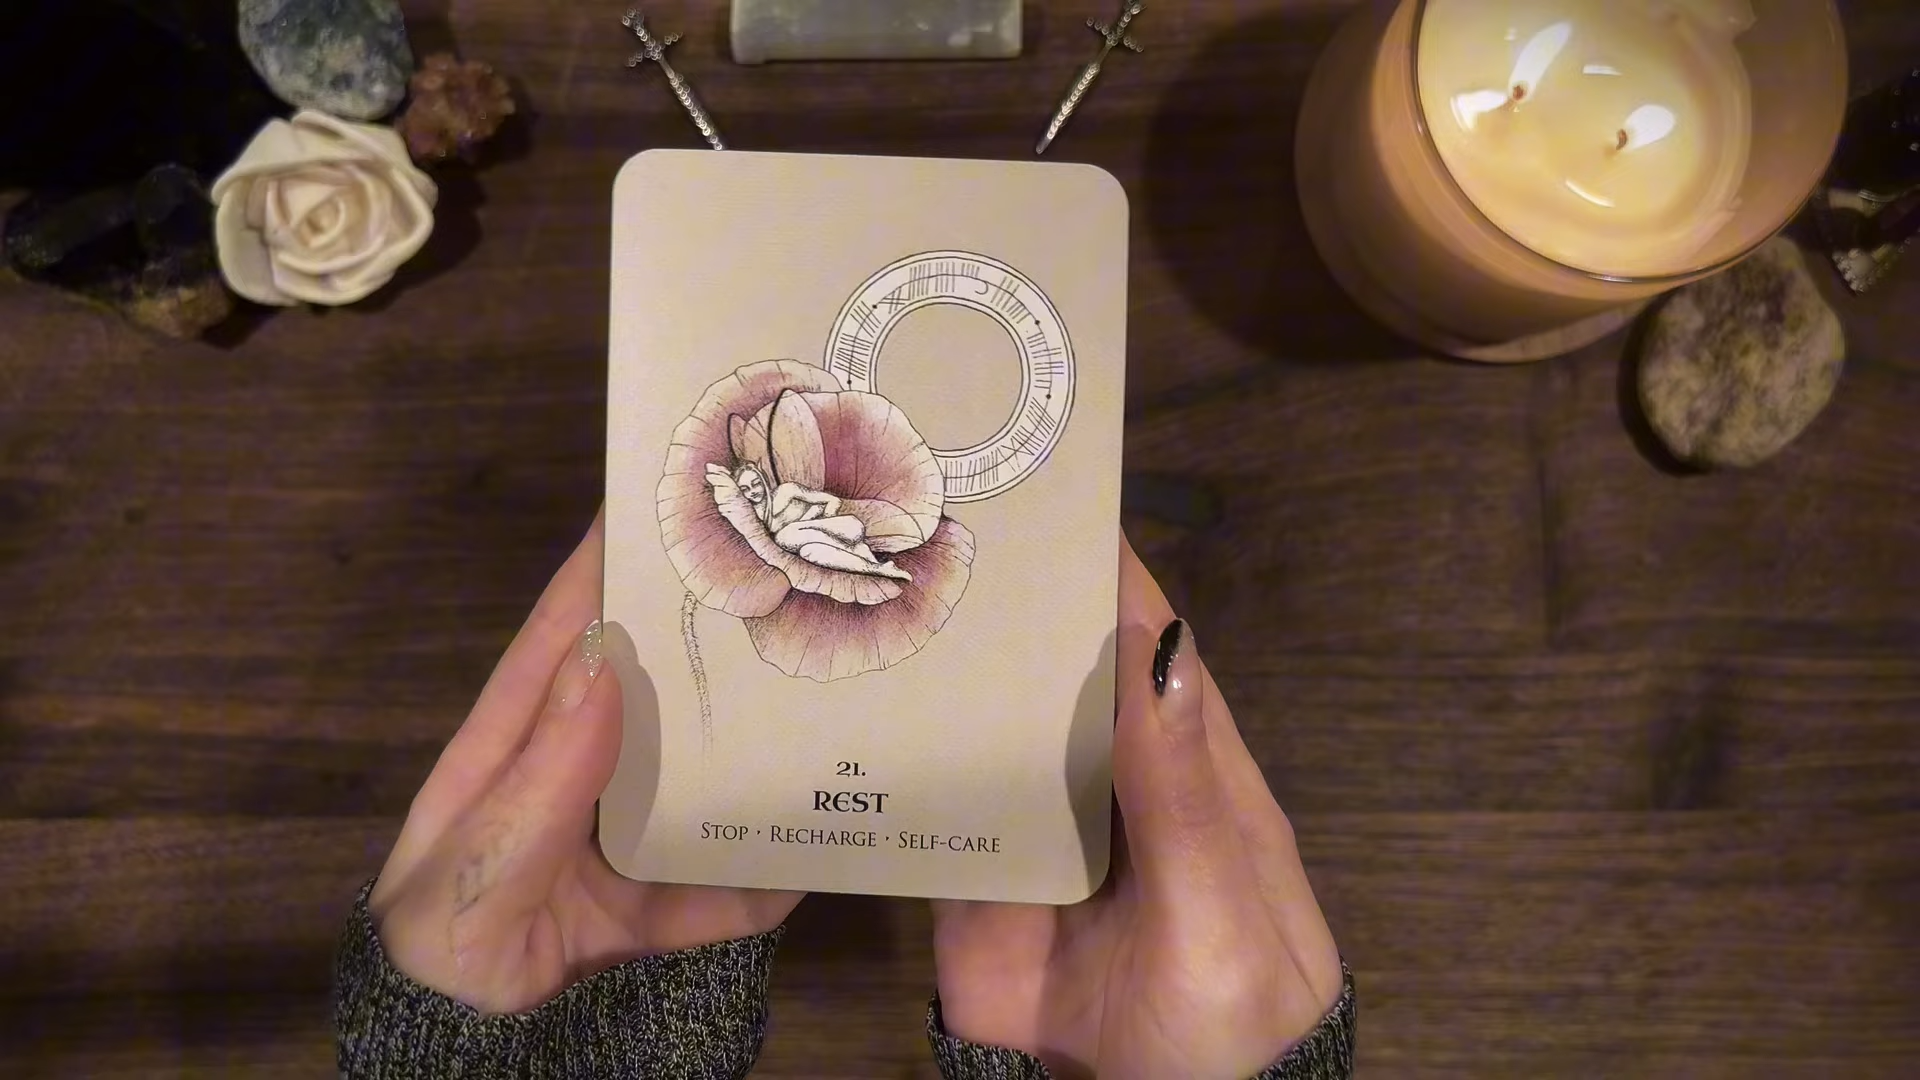 21.
REST
STOP · RECHARGE · SELF-CARE